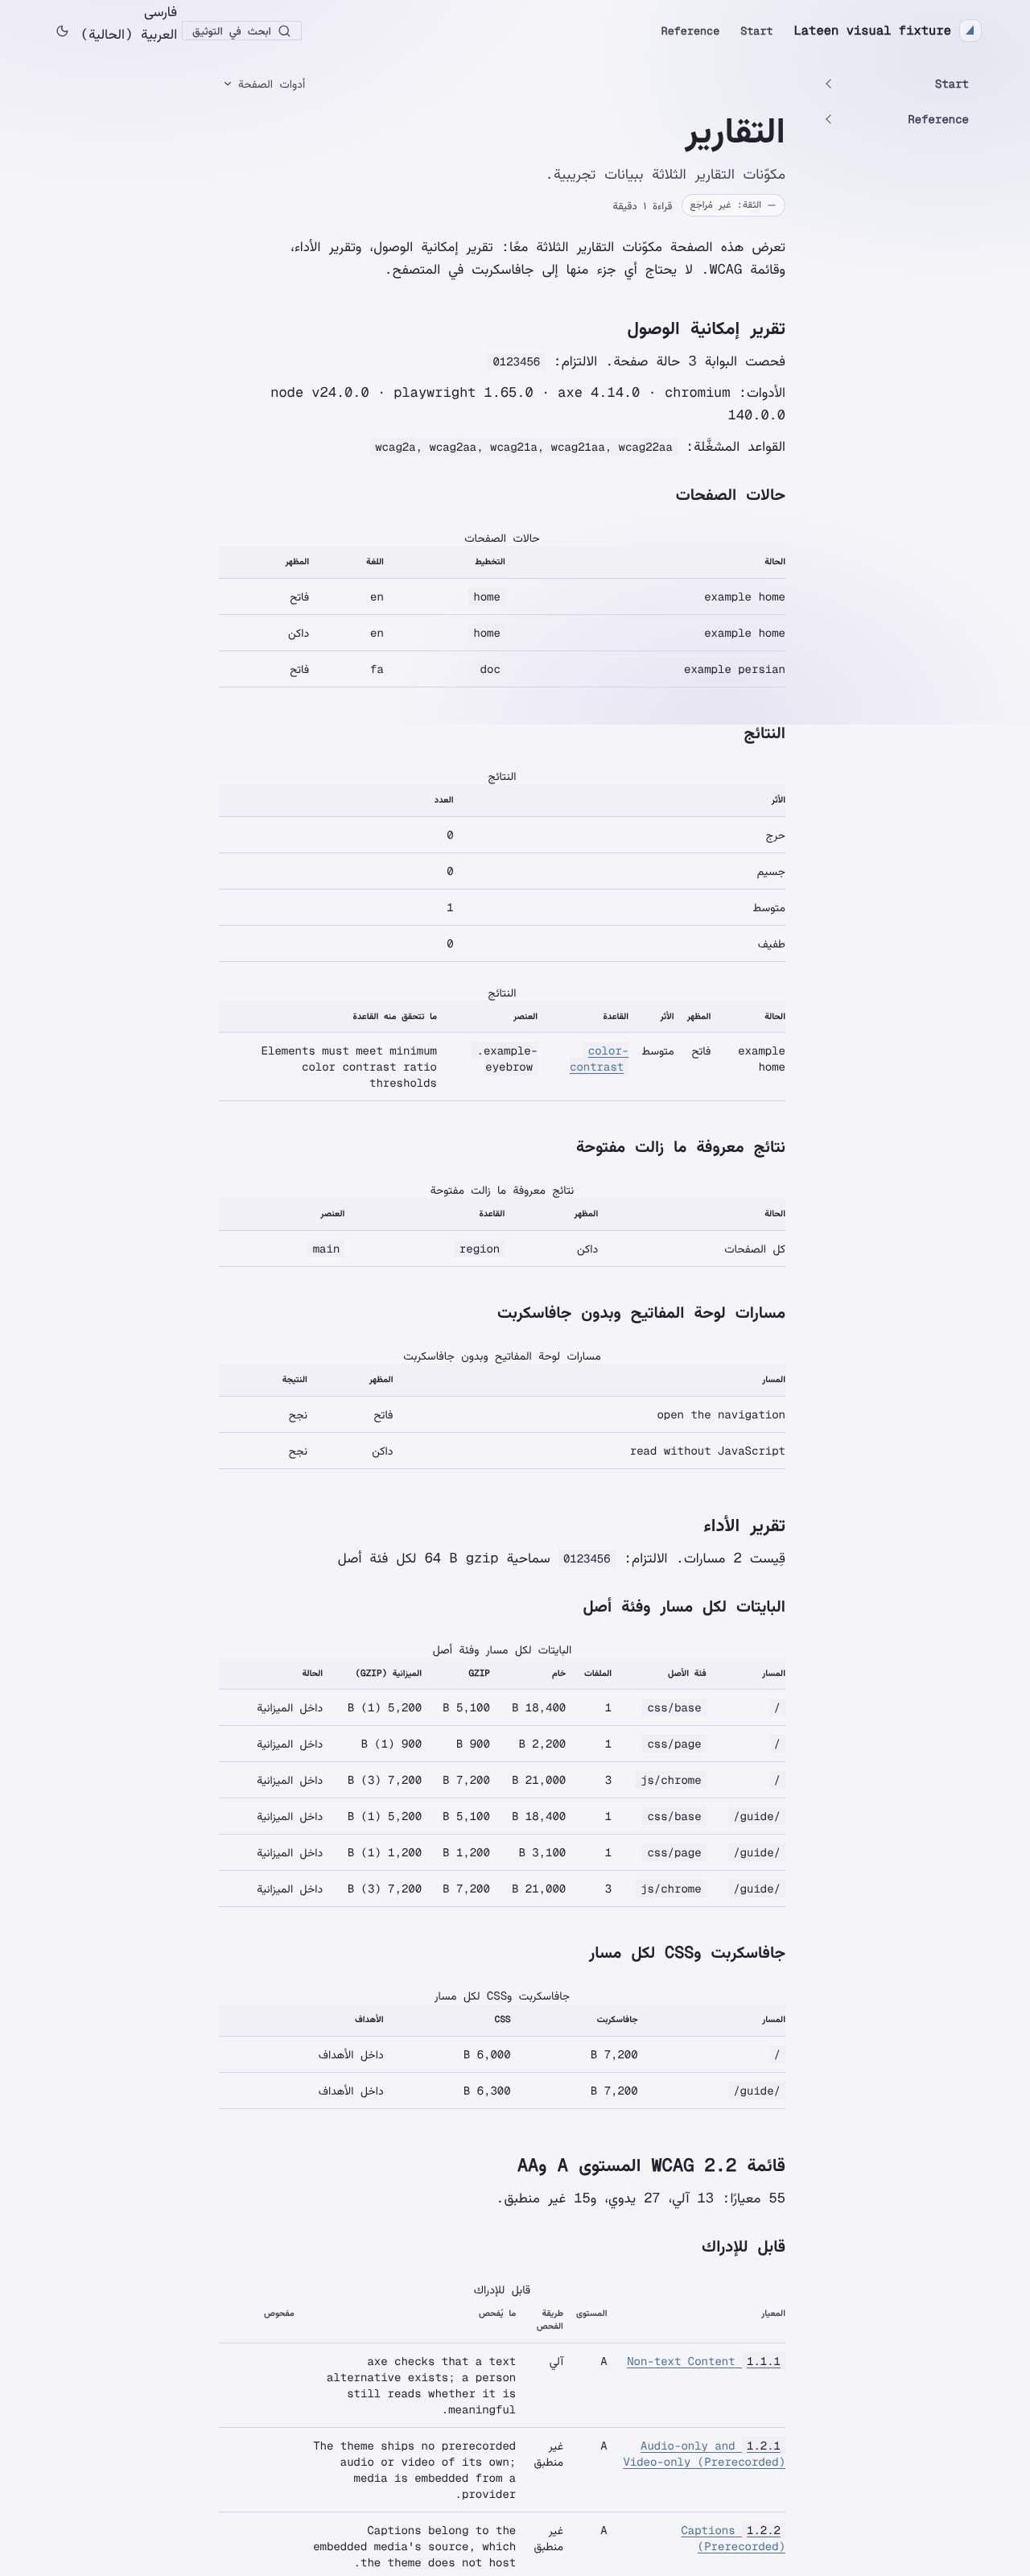 Lateen visual fixture
Start
Reference
ابحث في التوثيق
فارسی
العربية (الحالية)
Start
Reference
أدوات الصفحة
التقارير
مكوّنات التقارير الثلاثة ببيانات تجريبية.
— الثقة: غير مُراجَع
قراءة ١ دقيقة
تعرض هذه الصفحة مكوّنات التقارير الثلاثة معًا: تقرير إمكانية الوصول، وتقرير الأداء،
وقائمة WCAG. لا يحتاج أي جزء منها إلى جافاسكربت في المتصفح.
تقرير إمكانية الوصول
فحصت البوابة 3 حالة صفحة. الالتزام: 0123456
الأدوات: node v24.0.0 · playwright 1.65.0 · axe 4.14.0 · chromium
140.0.0
القواعد المشغَّلة: wcag2a, wcag2aa, wcag21a, wcag21aa, wcag22aa
حالات الصفحات
حالات الصفحات
الحالة التخطيط اللغة المظهر
example home home en فاتح
example home home en داكن
example persian doc fa فاتح
النتائج
النتائج
الأثر العدد
حرج 0
جسيم 0
متوسط 1
طفيف 0
النتائج
الحالة المظهر الأثر القاعدة العنصر ما تتحقق منه القاعدة
example فاتح متوسط color- .example- Elements must meet minimum
home contrast eyebrow color contrast ratio
thresholds
نتائج معروفة ما زالت مفتوحة
نتائج معروفة ما زالت مفتوحة
الحالة المظهر القاعدة العنصر
كل الصفحات داكن region main
مسارات لوحة المفاتيح وبدون جافاسكربت
مسارات لوحة المفاتيح وبدون جافاسكربت
المسار المظهر النتيجة
open the navigation فاتح نجح
read without JavaScript داكن نجح
تقرير الأداء
قِيست 2 مسارات. الالتزام: 0123456 سماحية 64 B gzip لكل فئة أصل
البايتات لكل مسار وفئة أصل
البايتات لكل مسار وفئة أصل
المسار فئة الأصل الملفات خام GZIP الميزانية (GZIP) الحالة
/ css/base 1 18,400 B 5,100 B 5,200 B (1) داخل الميزانية
/ css/page 1 2,200 B 900 B 900 B (1) داخل الميزانية
/ js/chrome 3 21,000 B 7,200 B 7,200 B (3) داخل الميزانية
/guide/ css/base 1 18,400 B 5,100 B 5,200 B (1) داخل الميزانية
/guide/ css/page 1 3,100 B 1,200 B 1,200 B (1) داخل الميزانية
/guide/ js/chrome 3 21,000 B 7,200 B 7,200 B (3) داخل الميزانية
جافاسكربت وCSS لكل مسار
جافاسكربت وCSS لكل مسار
المسار جافاسكربت CSS الأهداف
/ 7,200 B 6,000 B داخل الأهداف
/guide/ 7,200 B 6,300 B داخل الأهداف
قائمة WCAG 2.2 المستوى A وAA
55 معيارًا: 13 آلي، 27 يدوي، و15 غير منطبق.
قابل للإدراك
قابل للإدراك
المعيار المستوى طريقة ما يُفحص مفحوص
الفحص
1.1.1 Non-text Content A آلي axe checks that a text
alternative exists; a person
still reads whether it is
meaningful.
1.2.1 Audio-only and A غير The theme ships no prerecorded
Video-only (Prerecorded) منطبق audio or video of its own;
media is embedded from a
provider.
1.2.2 Captions A غير Captions belong to the
(Prerecorded) منطبق embedded media's source, which
the theme does not host.